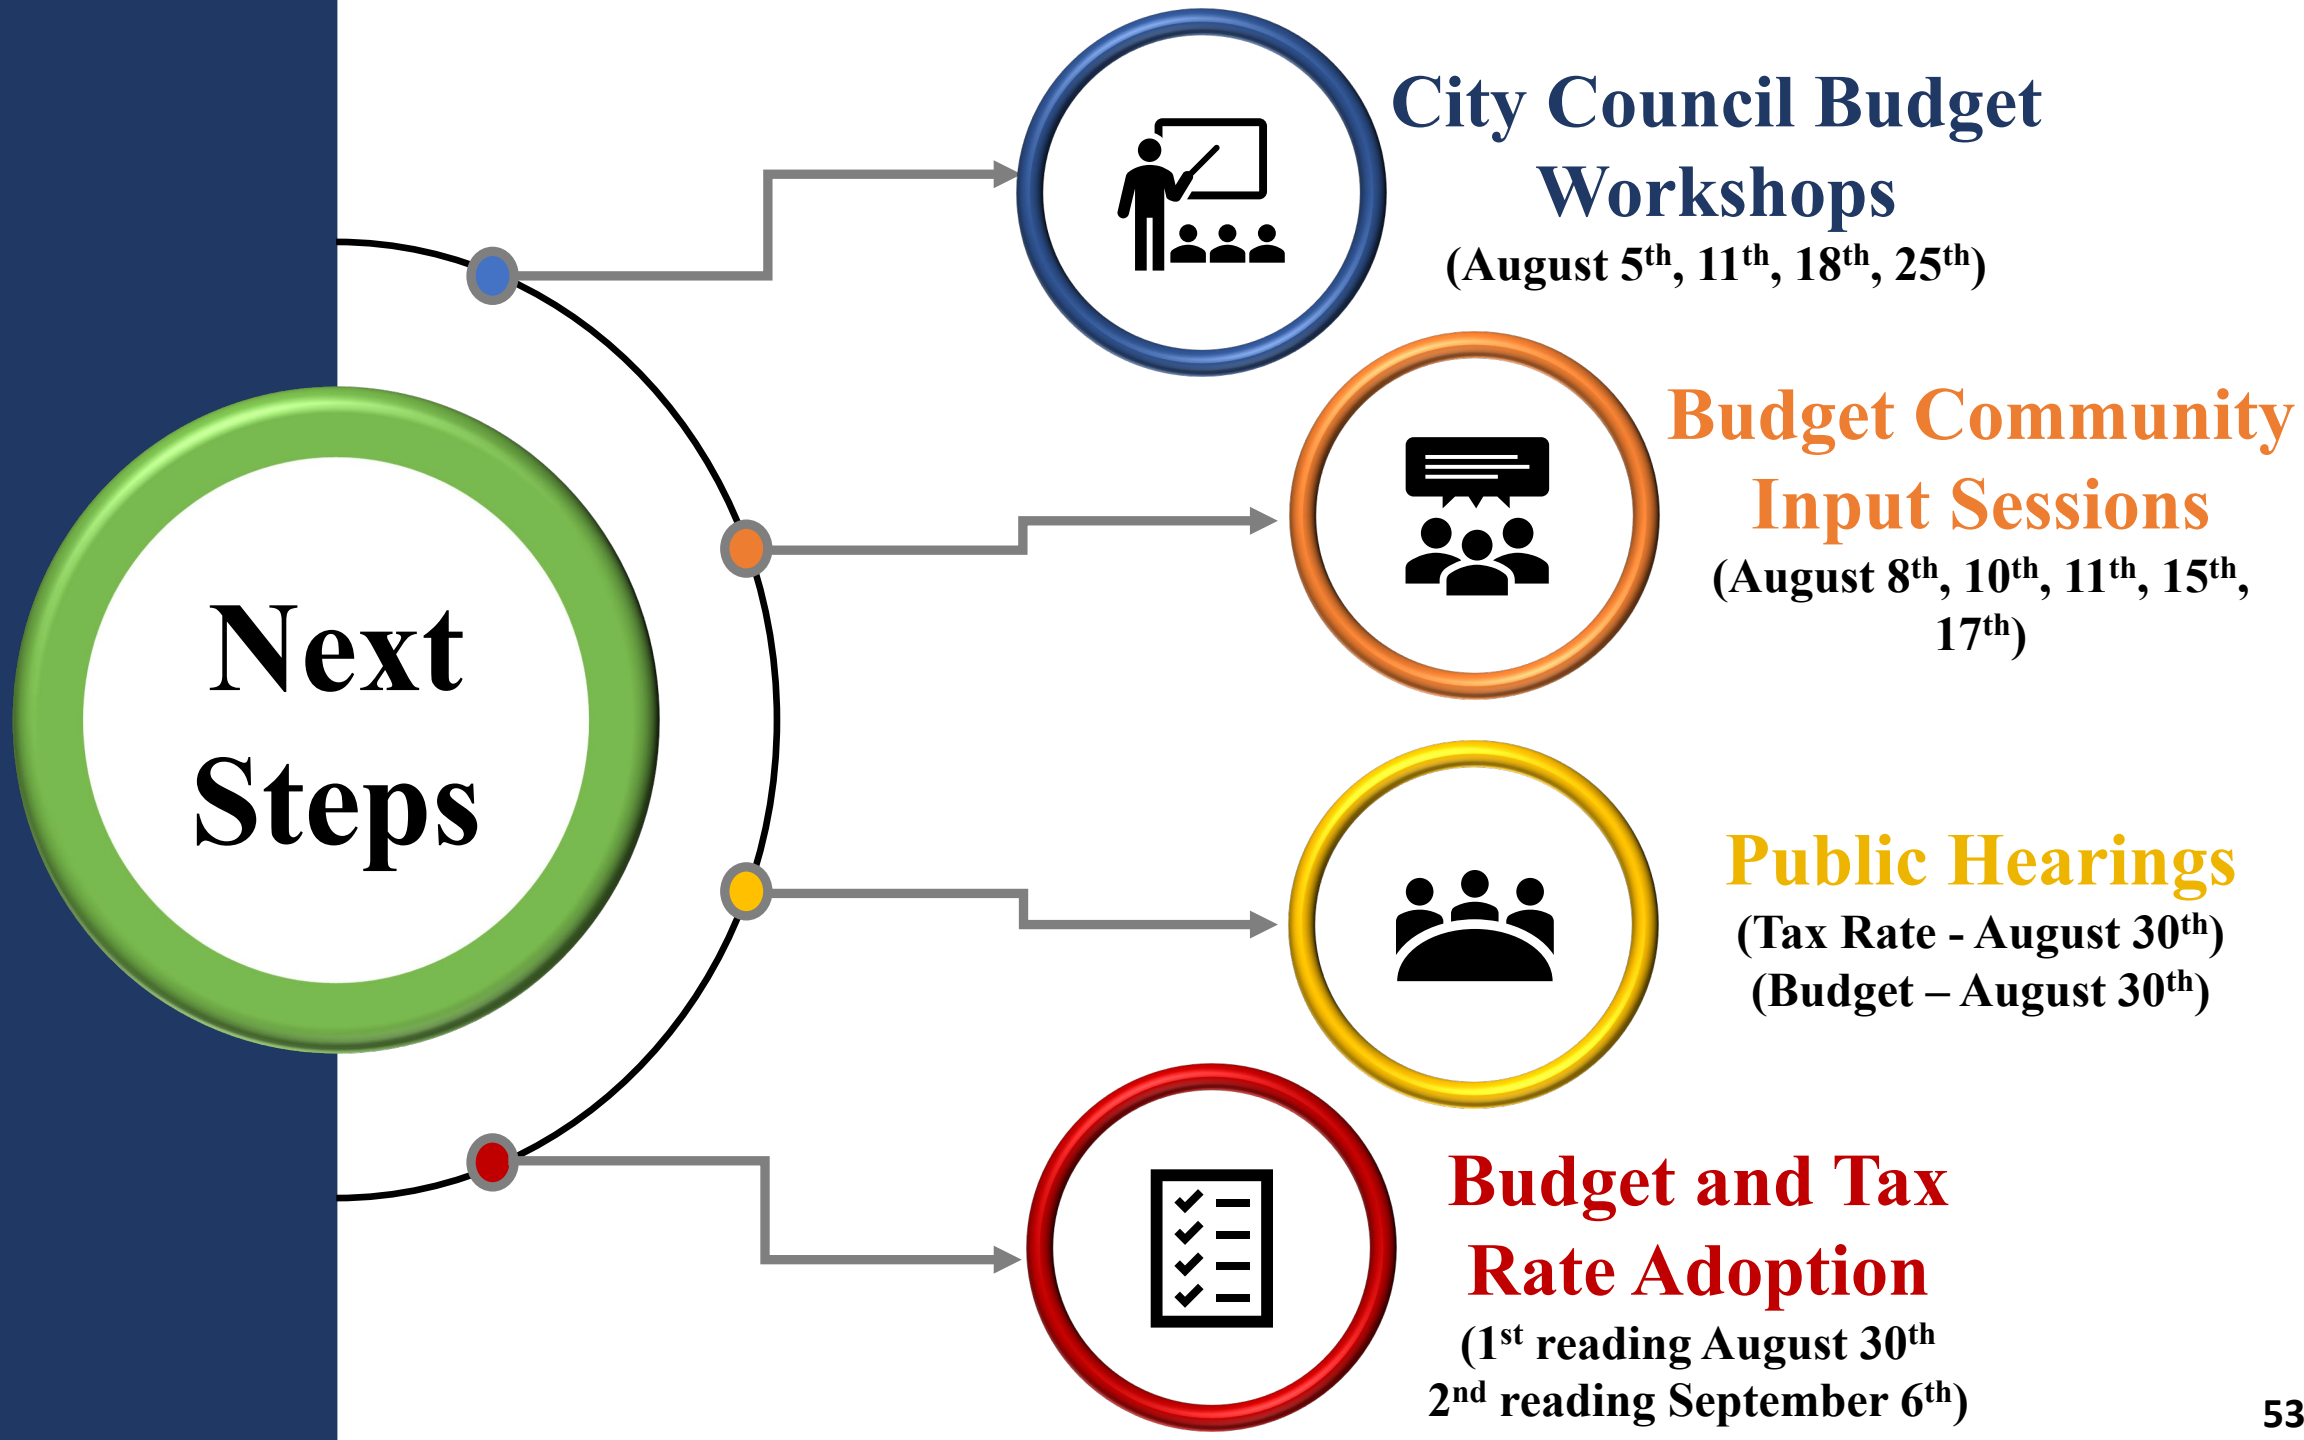 Next
Steps
City Council Budget
Workshops
(August 5th, 11th, 18th, 25th)
Budget Community
Input Sessions
(August 8th, 10th, 11th, 15th,
17th)
Public Hearings
(Tax Rate - August 30th)
(Budget – August 30th)
Budget and Tax
Rate Adoption
(1st reading August 30th
2nd reading September 6th)
53